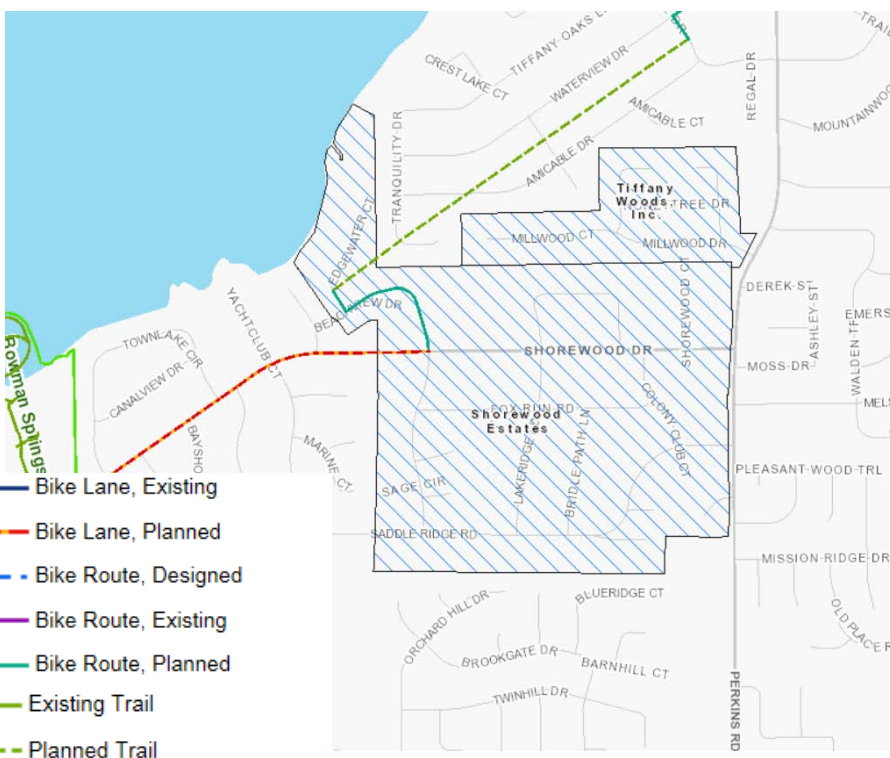 TIFFANY OAKS L
TRAIL
CREST LAKE CT
WATERVIEW DR
REGAL DR
AMICABLE CT
MOUNTAINWOO
TRANQUILITY DR
AMICABLE DR
Tiffany
Woods,
Inc.
TREE DR
MILLWOOD CT
MILLWOOD DR
EDGEWATER CT
SHOREWOOD CT
DEREK ST
YACHTCLUB CT
BEACHVIEW DR
ASHLEY ST
EMERS
TOWNLAKE CIR
WALDEN TR
Bowman Springs
CANALVIEW DR
SHOREWOOD DR
MOSS DR
BAYSHO
FOX RUN RD
Shorewood
Estates
COLONY CLUB CT
MELS
MARINE CT
LAKERIDGE
BRIDLE PATH LN
PLEASANT WOOD TRL
SAGE CIR
SADDLE RIDGE RD
MISSION RIDGE DR
BLUERIDGE CT
ORCHARD HILL DR
OLD PLACE R
BROOKGATE DR
BARNHILL CT
TWINHILL DR
PERKINS RD
Bike Lane, Existing
Bike Lane, Planned
Bike Route, Designed
Bike Route, Existing
Bike Route, Planned
Existing Trail
Planned Trail